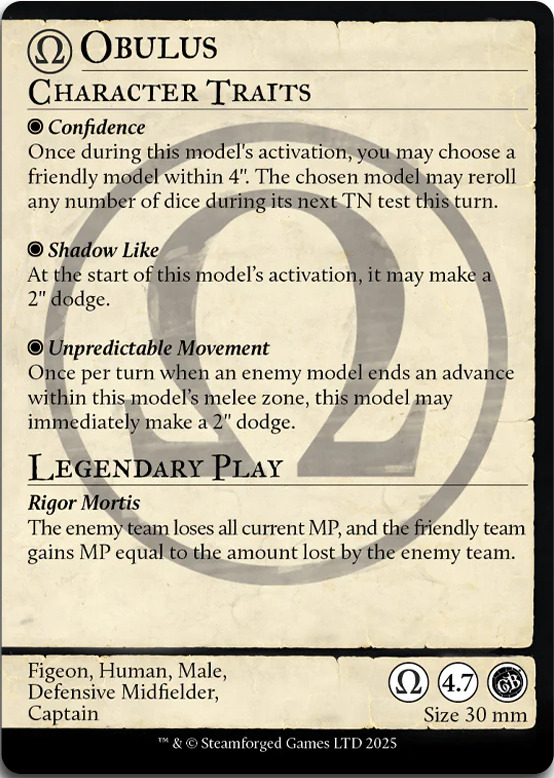 Ω Obulus
Character Traits
◉ Confidence
Once during this model's activation, you may choose a
friendly model within 4". The chosen model may reroll
any number of dice during its next TN test this turn.
◉ Shadow Like
At the start of this model's activation, it may make a
2" dodge.
◉ Unpredictable Movement
Once per turn when an enemy model ends an advance
within this model's melee zone, this model may
immediately make a 2" dodge.
Legendary Play
Rigor Mortis
The enemy team loses all current MP, and the friendly team
gains MP equal to the amount lost by the enemy team.
Figeon, Human, Male,
Defensive Midfielder,
Captain
Ω 4.7 GB
Size 30 mm
™ & © Steamforged Games LTD 2025